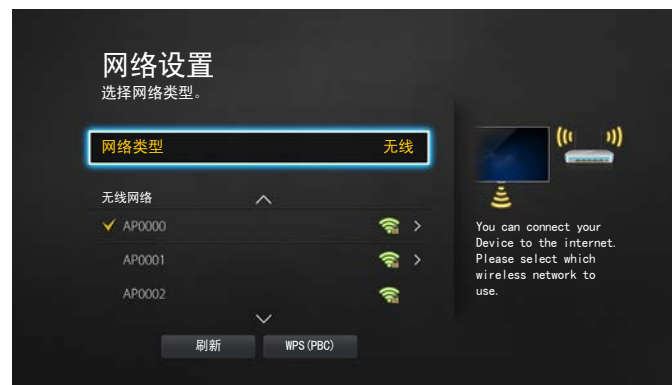 网络设置
选择网络类型。
网络类型 无线
无线网络
AP0000
AP0001
AP0002
刷新 WPS(PBC)
You can connect your
Device to the internet.
Please select which
wireless network to
use.